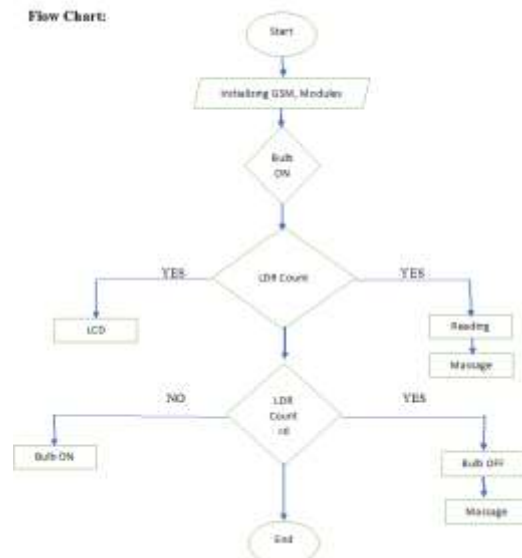 Flow Chart:
Start
Initializing GSM, Modules
Bulb
ON
LDR Count
YES
YES
LCD
Reading
Massage
LDR
Count
NO
YES
Bulb ON
Bulb OFF
Massage
End